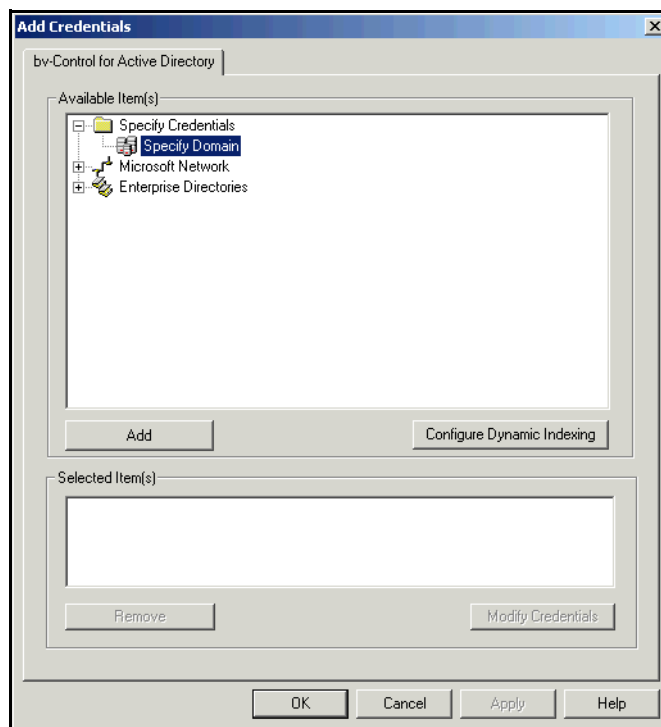 Add Credentials
bv-Control for Active Directory
Available Item(s)
Specify Credentials
Specify Domain
Microsoft Network
Enterprise Directories
Add
Configure Dynamic Indexing
Selected Item(s)
Remove
Modify Credentials
OK
Cancel
Apply
Help